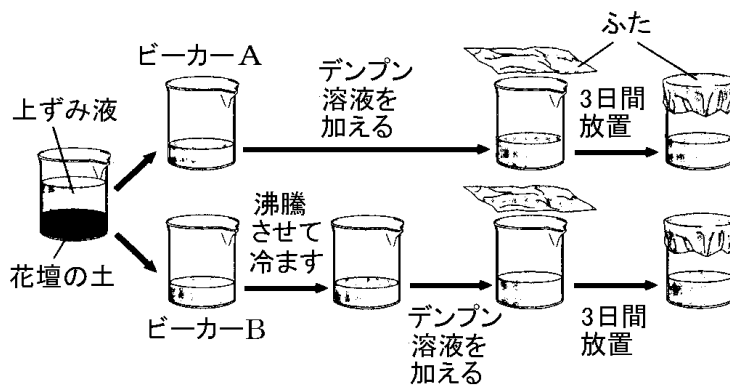 ビーカーA
ふた
デンプン
溶液を
加える
3日間
放置
上ずみ液
沸騰
させて
冷ます
花壇の土
ビーカーB
デンプン
溶液を
加える
3日間
放置